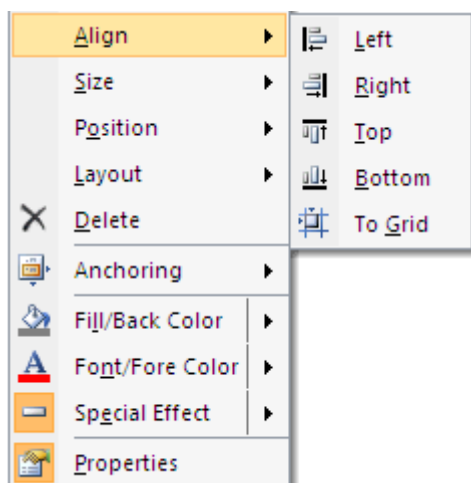 Align
Size
Position
Layout
Delete
Anchoring
Fill/Back Color
Font/Fore Color
Special Effect
Properties
Left
Right
Top
Bottom
To Grid